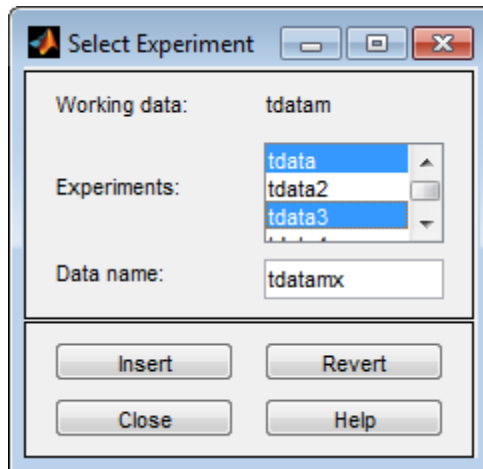 Select Experiment
Working data: tdatam
Experiments:
tdata
tdata2
tdata3
Data name: tdatamx
Insert Revert
Close Help